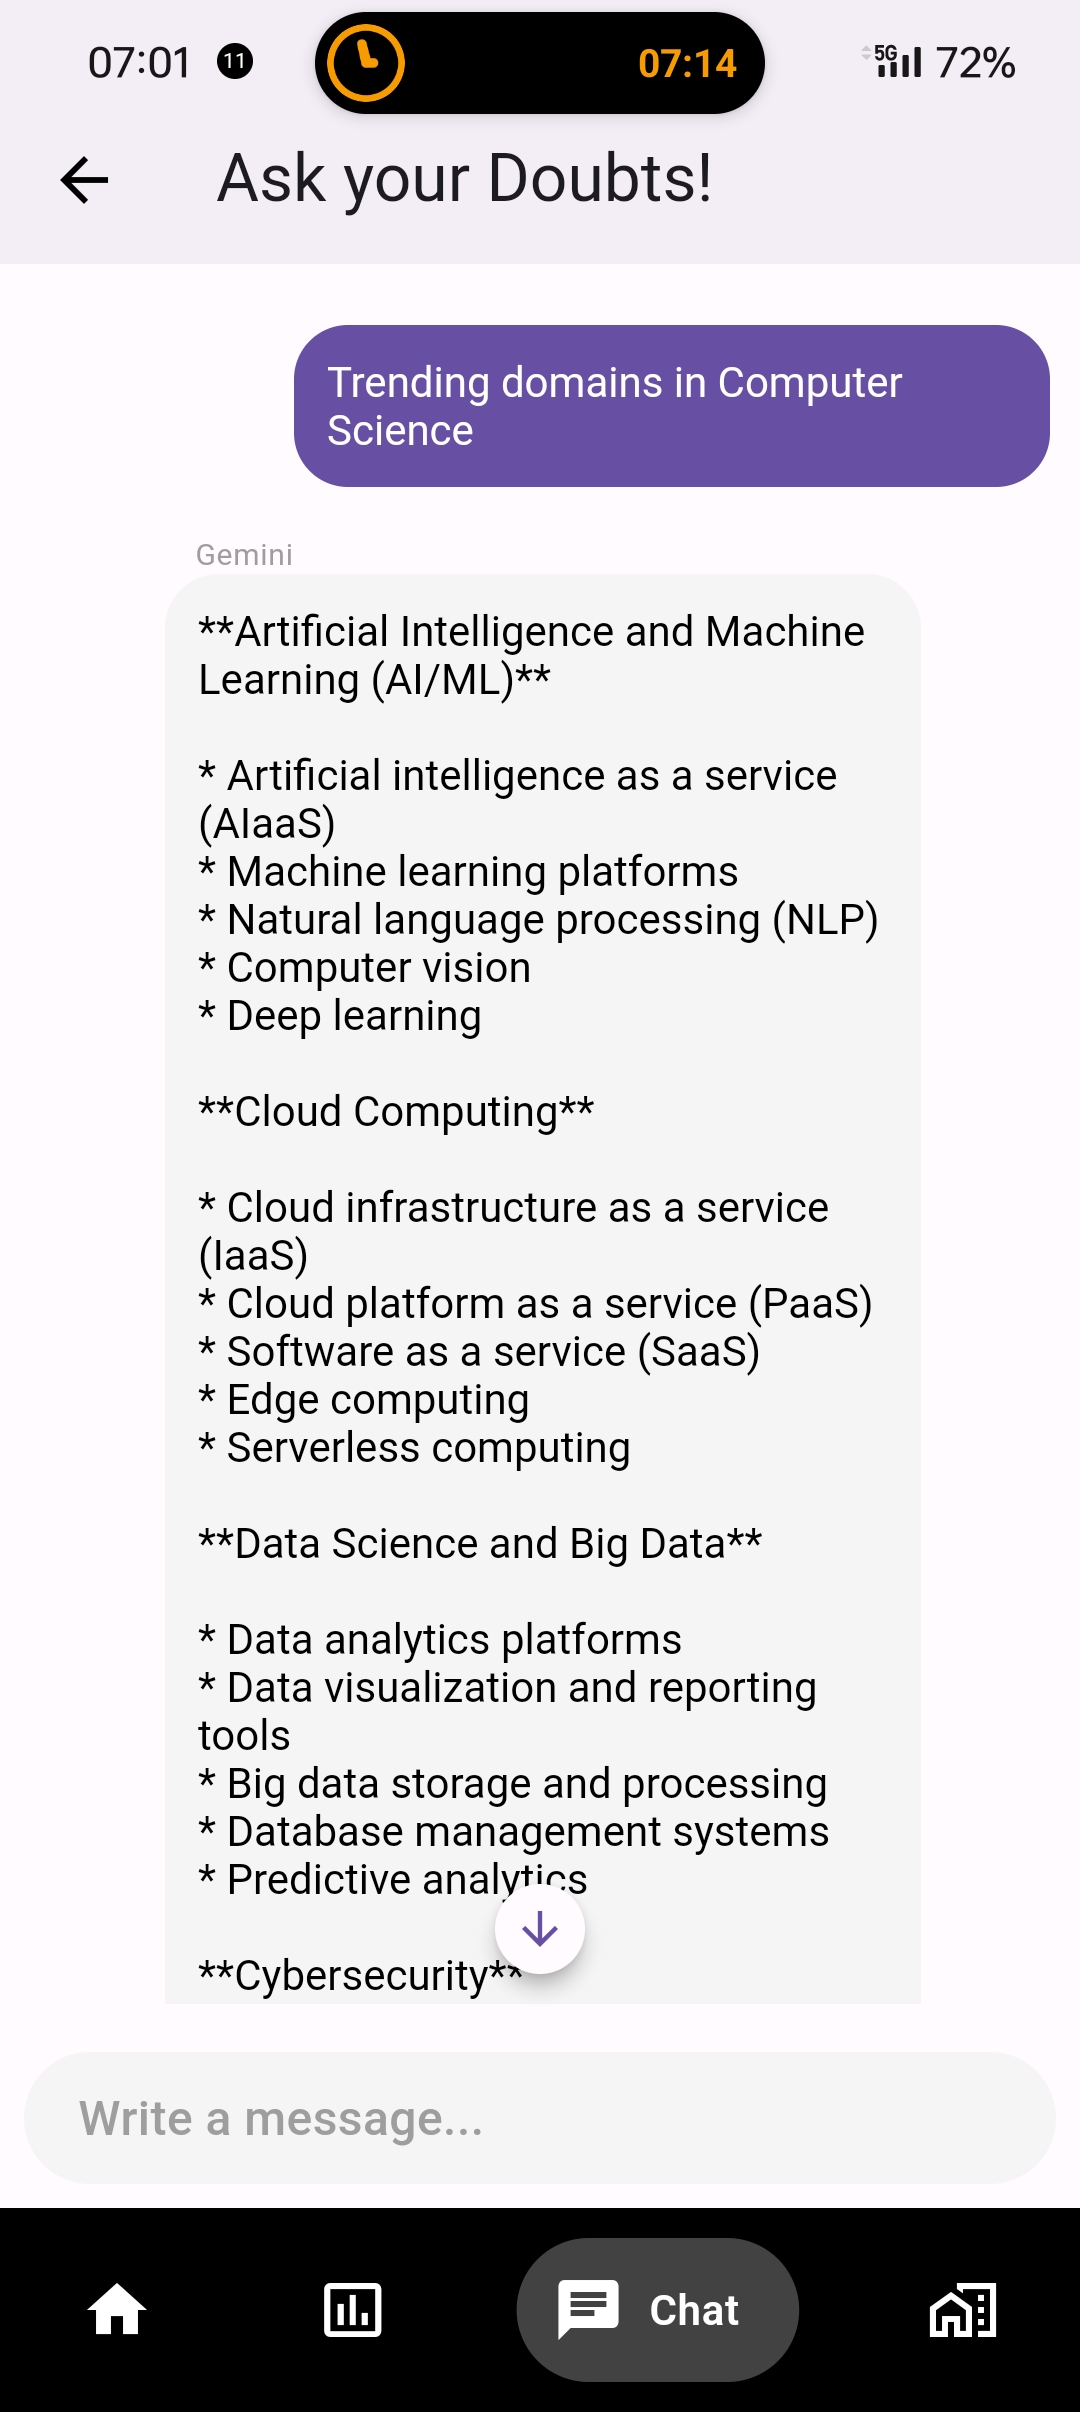 07:01 11 07:14 5G 72%
Ask your Doubts!
Trending domains in Computer
Science
Gemini
**Artificial Intelligence and Machine
Learning (AI/ML)**
* Artificial intelligence as a service
(AIaaS)
* Machine learning platforms
* Natural language processing (NLP)
* Computer vision
* Deep learning
**Cloud Computing**
* Cloud infrastructure as a service
(IaaS)
* Cloud platform as a service (PaaS)
* Software as a service (SaaS)
* Edge computing
* Serverless computing
**Data Science and Big Data**
* Data analytics platforms
* Data visualization and reporting
tools
* Big data storage and processing
* Database management systems
* Predictive analytics
**Cybersecurity**
Write a message...
Chat